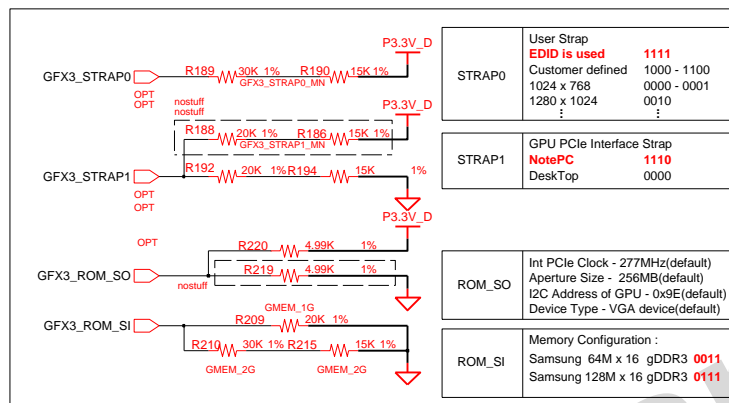 P3.3V_D
R189 30K 1% R190 15K 1%
GFX3_STRAP0
GFX3_STRAP0_MN
OPT
OPT
nostuff
nostuff
P3.3V_D
R188 20K 1% R186 15K 1%
GFX3_STRAP1_MN
R192 20K 1% R194 15K 1%
GFX3_STRAP1
OPT
OPT
P3.3V_D
OPT
R220 4.99K 1%
R219 4.99K 1%
GFX3_ROM_SO
nostuff
GMEM_1G
GFX3_ROM_SI
R209 20K 1%
R210 30K 1% R215 15K 1%
GMEM_2G GMEM_2G
STRAP0
User Strap
EDID is used 1111
Customer defined 1000 - 1100
1024 x 768 0000 - 0001
1280 x 1024 0010
⋮ ⋮
STRAP1
GPU PCIe Interface Strap
NotePC 1110
DeskTop 0000
ROM_SO
Int PCIe Clock - 277MHz(default)
Aperture Size - 256MB(default)
I2C Address of GPU - 0x9E(default)
Device Type - VGA device(default)
ROM_SI
Memory Configuration :
Samsung 64M x 16 gDDR3 0011
Samsung 128M x 16 gDDR3 0111